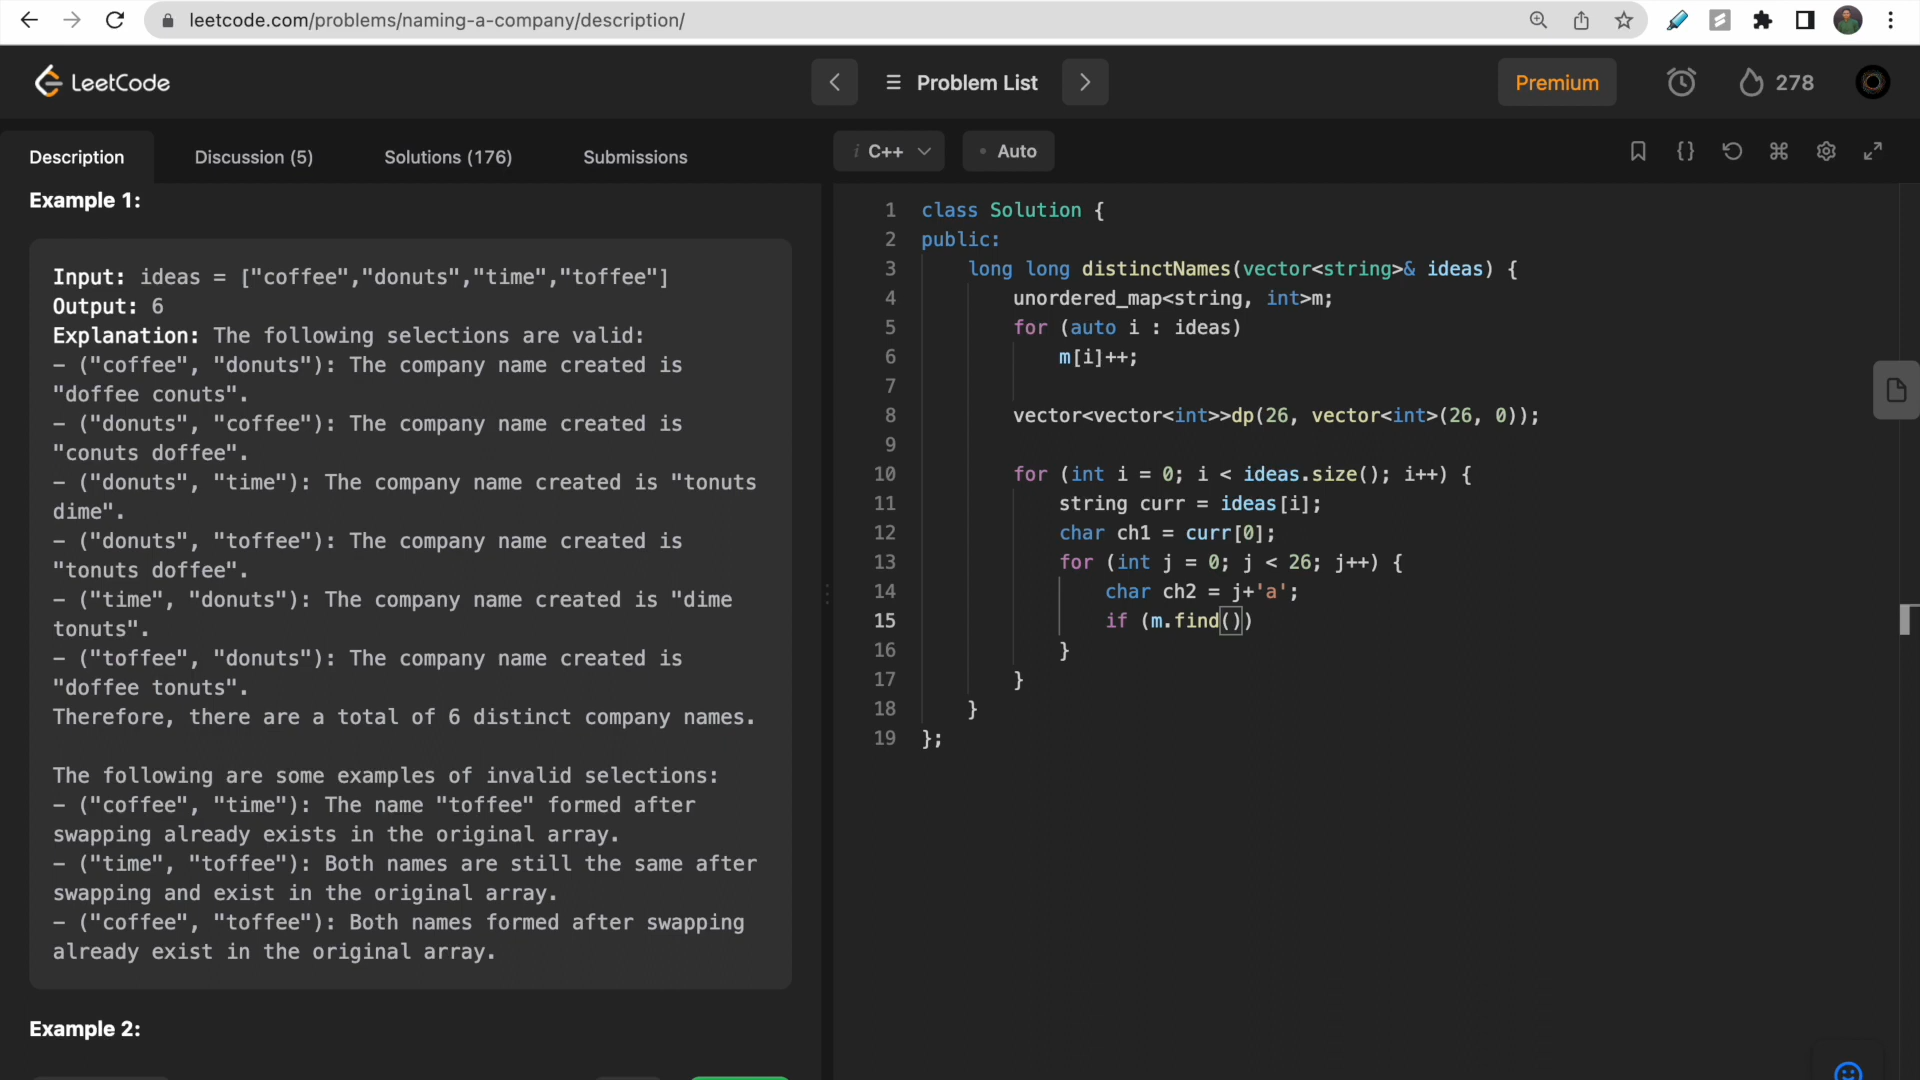 leetcode.com/problems/naming-a-company/description/
LeetCode
Problem List
Premium
278
Description
Discussion (5)
Solutions (176)
Submissions
Example 1:
Input: ideas = ["coffee","donuts","time","toffee"]
Output: 6
Explanation: The following selections are valid:
- ("coffee", "donuts"): The company name created is
"doffee conuts".
- ("donuts", "coffee"): The company name created is
"conuts doffee".
- ("donuts", "time"): The company name created is "tonuts
dime".
- ("donuts", "toffee"): The company name created is
"tonuts doffee".
- ("time", "donuts"): The company name created is "dime
tonuts".
- ("toffee", "donuts"): The company name created is
"doffee tonuts".
Therefore, there are a total of 6 distinct company names.
The following are some examples of invalid selections:
- ("coffee", "time"): The name "toffee" formed after
swapping already exists in the original array.
- ("time", "toffee"): Both names are still the same after
swapping and exist in the original array.
- ("coffee", "toffee"): Both names formed after swapping
already exist in the original array.
Example 2:
i C++
Auto
1 class Solution {
2 public:
3 long long distinctNames(vector<string>& ideas) {
4 unordered_map<string, int>m;
5 for (auto i : ideas)
6 m[i]++;
7
8 vector<vector<int>>dp(26, vector<int>(26, 0));
9
10 for (int i = 0; i < ideas.size(); i++) {
11 string curr = ideas[i];
12 char ch1 = curr[0];
13 for (int j = 0; j < 26; j++) {
14 char ch2 = j+'a';
15 if (m.find())
16 }
17 }
18 }
19 };